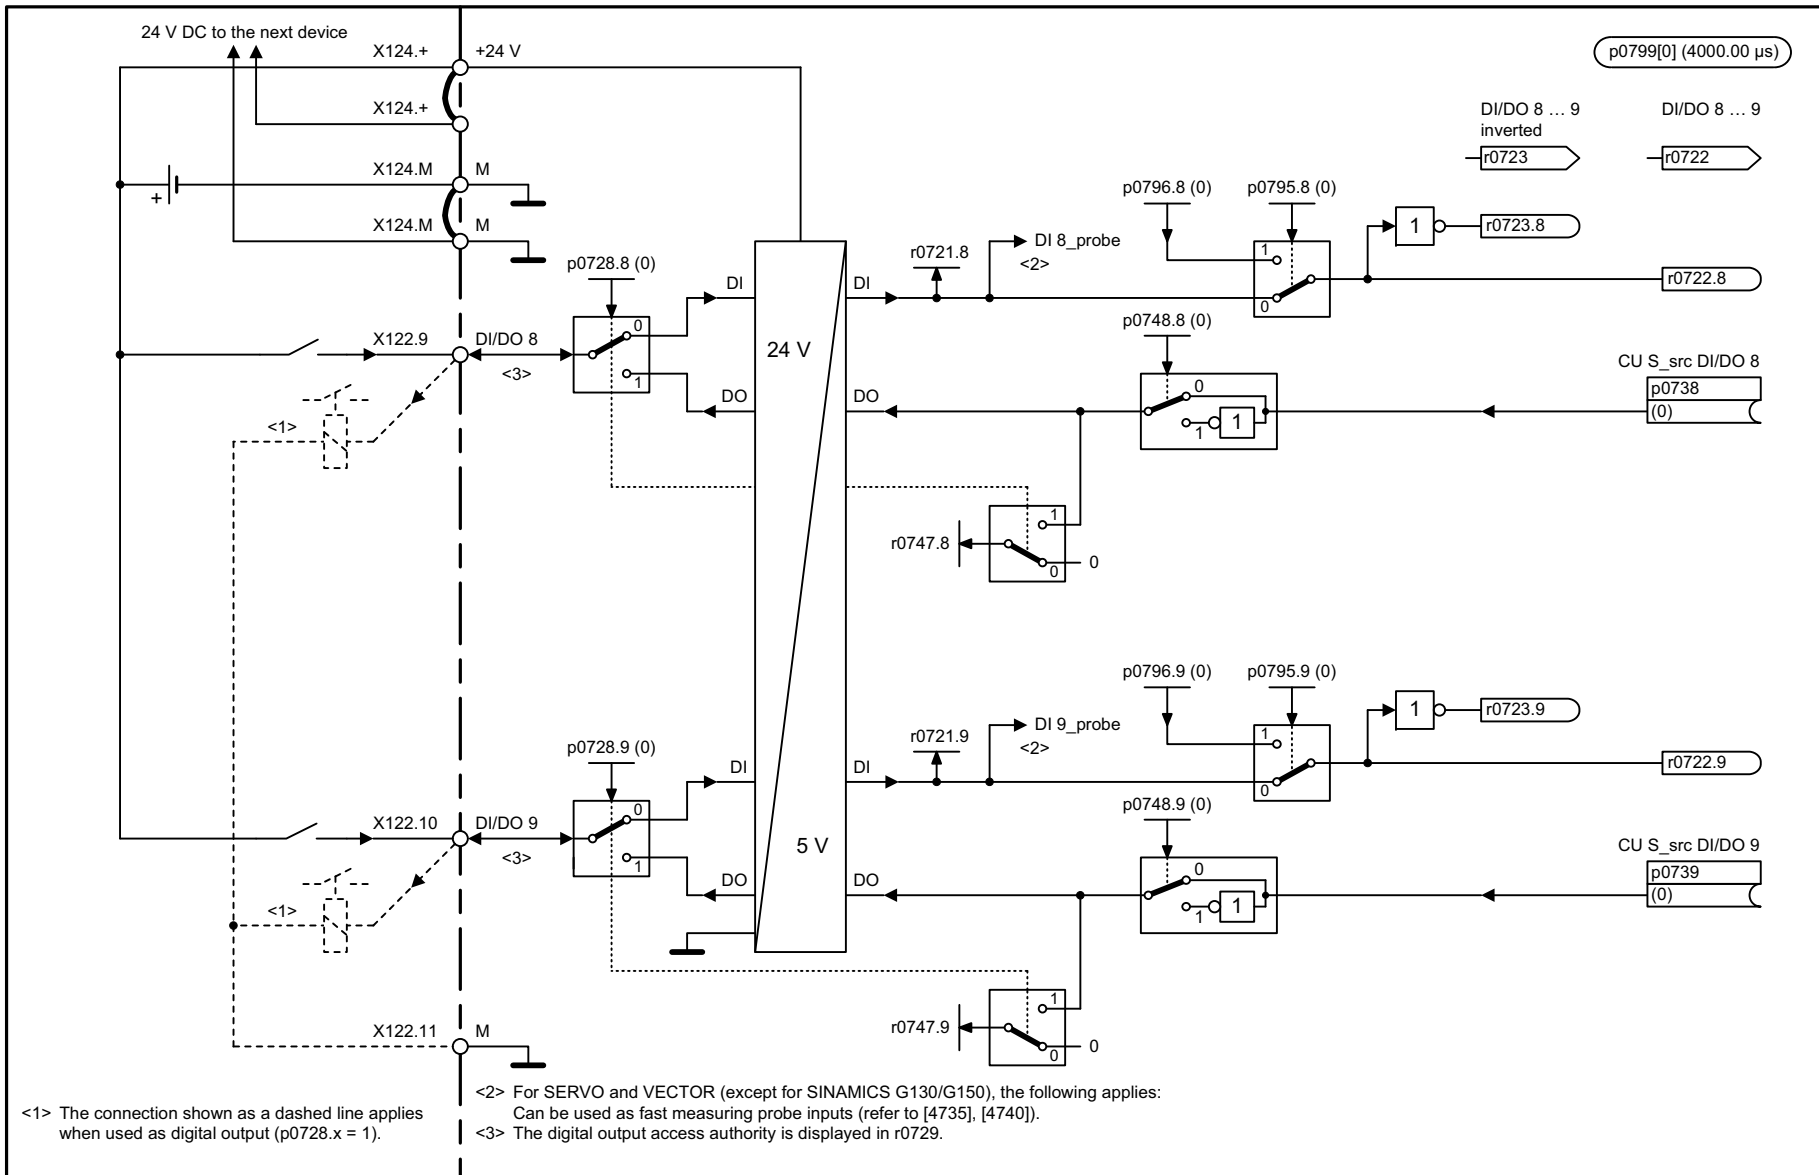 24 V DC to the next device
X124.+
+24 V
p0799[0] (4000.00 µs)
X124.+
DI/DO 8 … 9
inverted
DI/DO 8 … 9
r0723
r0722
X124.M
M
+
p0796.8 (0)
p0795.8 (0)
X124.M
M
1
r0723.8
DI 8_probe
<2>
r0721.8
1
0
r0722.8
p0728.8 (0)
DI
DI
24 V
p0748.8 (0)
X122.9
DI/DO 8
<3>
0
1
CU S_src DI/DO 8
p0738
(0)
DO
DO
0
1
1
<1>
1
r0747.8
0
0
p0796.9 (0)
p0795.9 (0)
1
r0723.9
DI 9_probe
<2>
r0721.9
1
0
r0722.9
p0728.9 (0)
DI
DI
p0748.9 (0)
X122.10
DI/DO 9
<3>
0
1
5 V
CU S_src DI/DO 9
p0739
(0)
DO
DO
0
1
1
<1>
1
r0747.9
0
0
X122.11
M
<1> The connection shown as a dashed line applies
when used as digital output (p0728.x = 1).
<2> For SERVO and VECTOR (except for SINAMICS G130/G150), the following applies:
Can be used as fast measuring probe inputs (refer to [4735], [4740]).
<3> The digital output access authority is displayed in r0729.